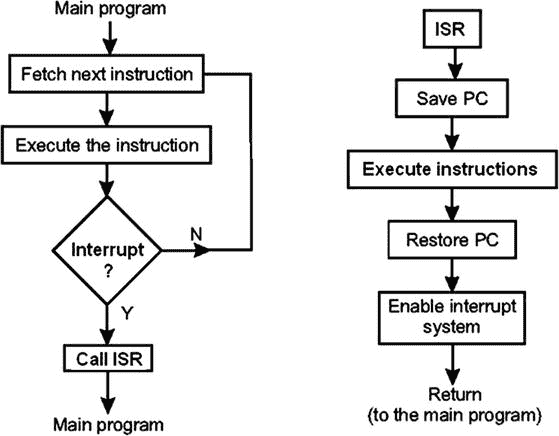 Main program
Fetch next instruction
Execute the instruction
Interrupt
?
N
Y
Call ISR
Main program
ISR
Save PC
Execute instructions
Restore PC
Enable interrupt
system
Return
(to the main program)